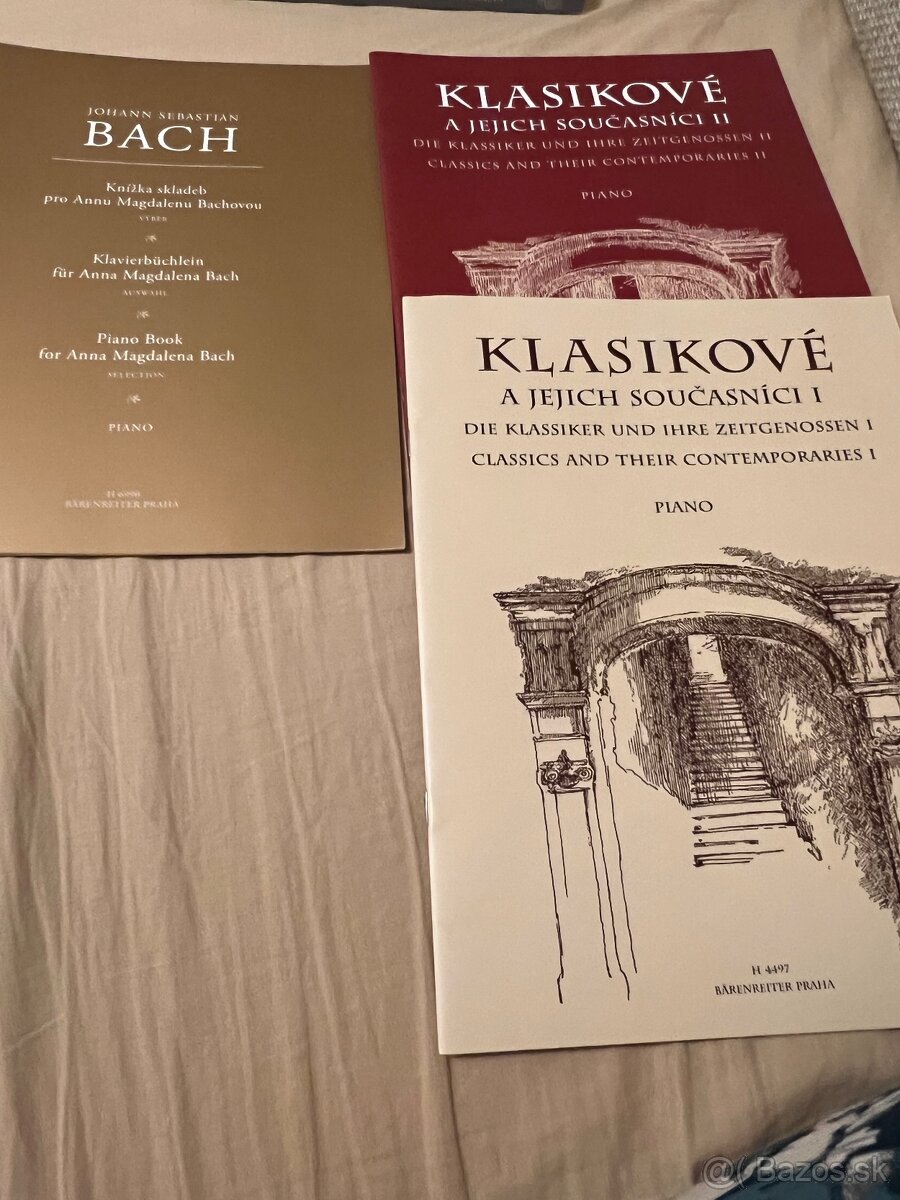 JOHANN SEBASTIAN
BACH
Knížka skladeb
pro Annu Magdalenu Bachovou
VÝBĚR
Klavierbüchlein
für Anna Magdalena Bach
AUSWAHL
Piano Book
for Anna Magdalena Bach
SELECTION
PIANO
BÄRENREITER PRAHA
KLASIKOVÉ
A JEJICH SOUČASNÍCI II
DIE KLASSIKER UND IHRE ZEITGENOSSEN II
CLASSICS AND THEIR CONTEMPORARIES II
PIANO
KLASIKOVÉ
A JEJICH SOUČASNÍCI I
DIE KLASSIKER UND IHRE ZEITGENOSSEN I
CLASSICS AND THEIR CONTEMPORARIES I
PIANO
H 4497
BÄRENREITER PRAHA
Bazos.sk